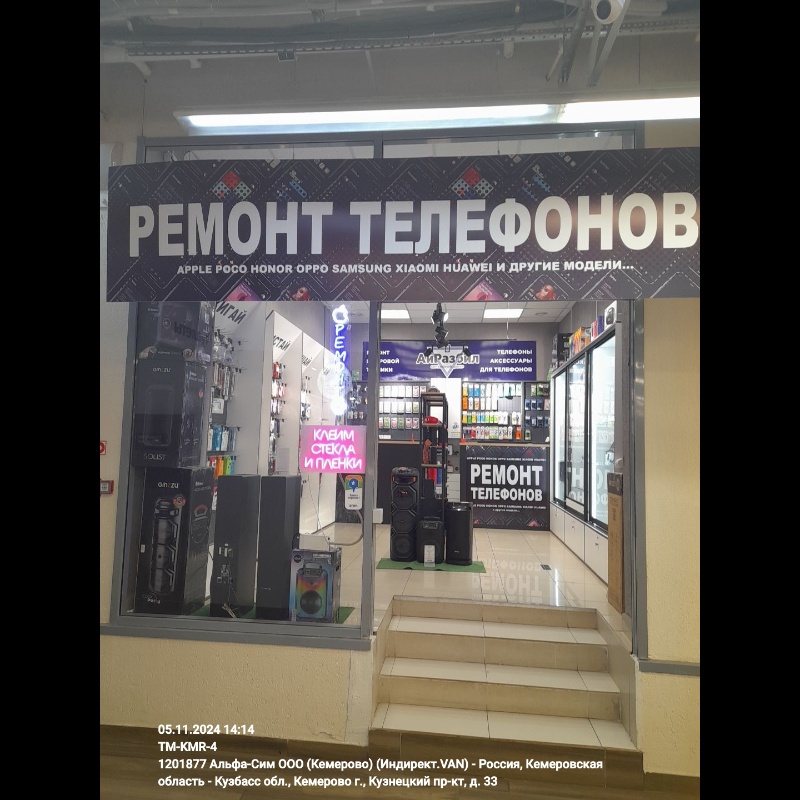 РЕМОНТ ТЕЛЕФОНОВ
APPLE POCO HONOR OPPO SAMSUNG XIAOMI HUAWEI И ДРУГИЕ МОДЕЛИ...
РЕМОНТ
АйРазбил
ТЕЛЕФОНЫ
АКСЕССУАРЫ
ДЛЯ ТЕЛЕФОНОВ
КЛЕИМ
СТЕКЛА
И ПЛЕНКИ
РЕМОНТ
ТЕЛЕФОНОВ
05.11.2024 14:14
TM-KMR-4
1201877 Альфа-Сим ООО (Кемерово) (Индирект.VAN) - Россия, Кемеровская
область - Кузбасс обл., Кемерово г., Кузнецкий пр-кт, д. 33